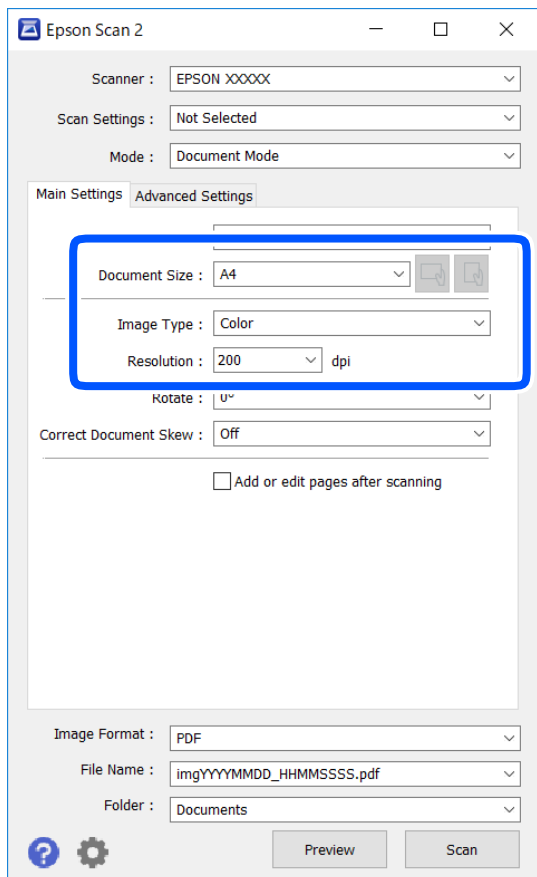 Epson Scan 2
Scanner : EPSON XXXXX
Scan Settings : Not Selected
Mode : Document Mode
Main Settings Advanced Settings
Document Size : A4
Image Type : Color
Resolution : 200 dpi
Rotate : 0°
Correct Document Skew : Off
Add or edit pages after scanning
Image Format : PDF
File Name : imgYYYYMMDD_HHMMSSSS.pdf
Folder : Documents
? Preview Scan